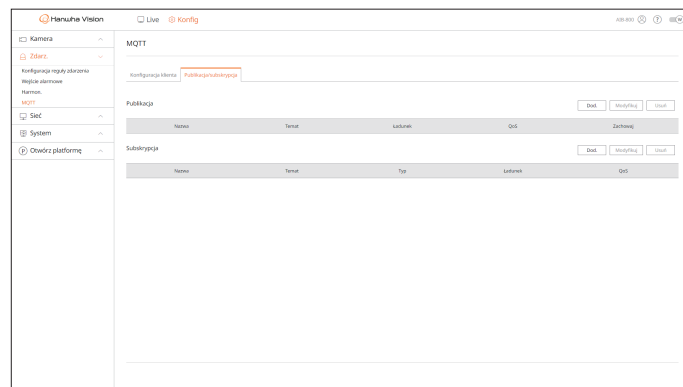 Hanwha Vision
Live
Konfig
AIB-800
Kamera
Zdarz.
Konfiguracja reguły zdarzenia
Wejście alarmowe
Harmon.
MQTT
Sieć
System
Otwórz platformę
MQTT
Konfiguracja klienta
Publikacja/subskrypcja
Publikacja
Dod.
Modyfikuj
Usuń
Nazwa Temat Ładunek QoS Zachowaj
Subskrypcja
Dod.
Modyfikuj
Usuń
Nazwa Temat Typ Ładunek QoS